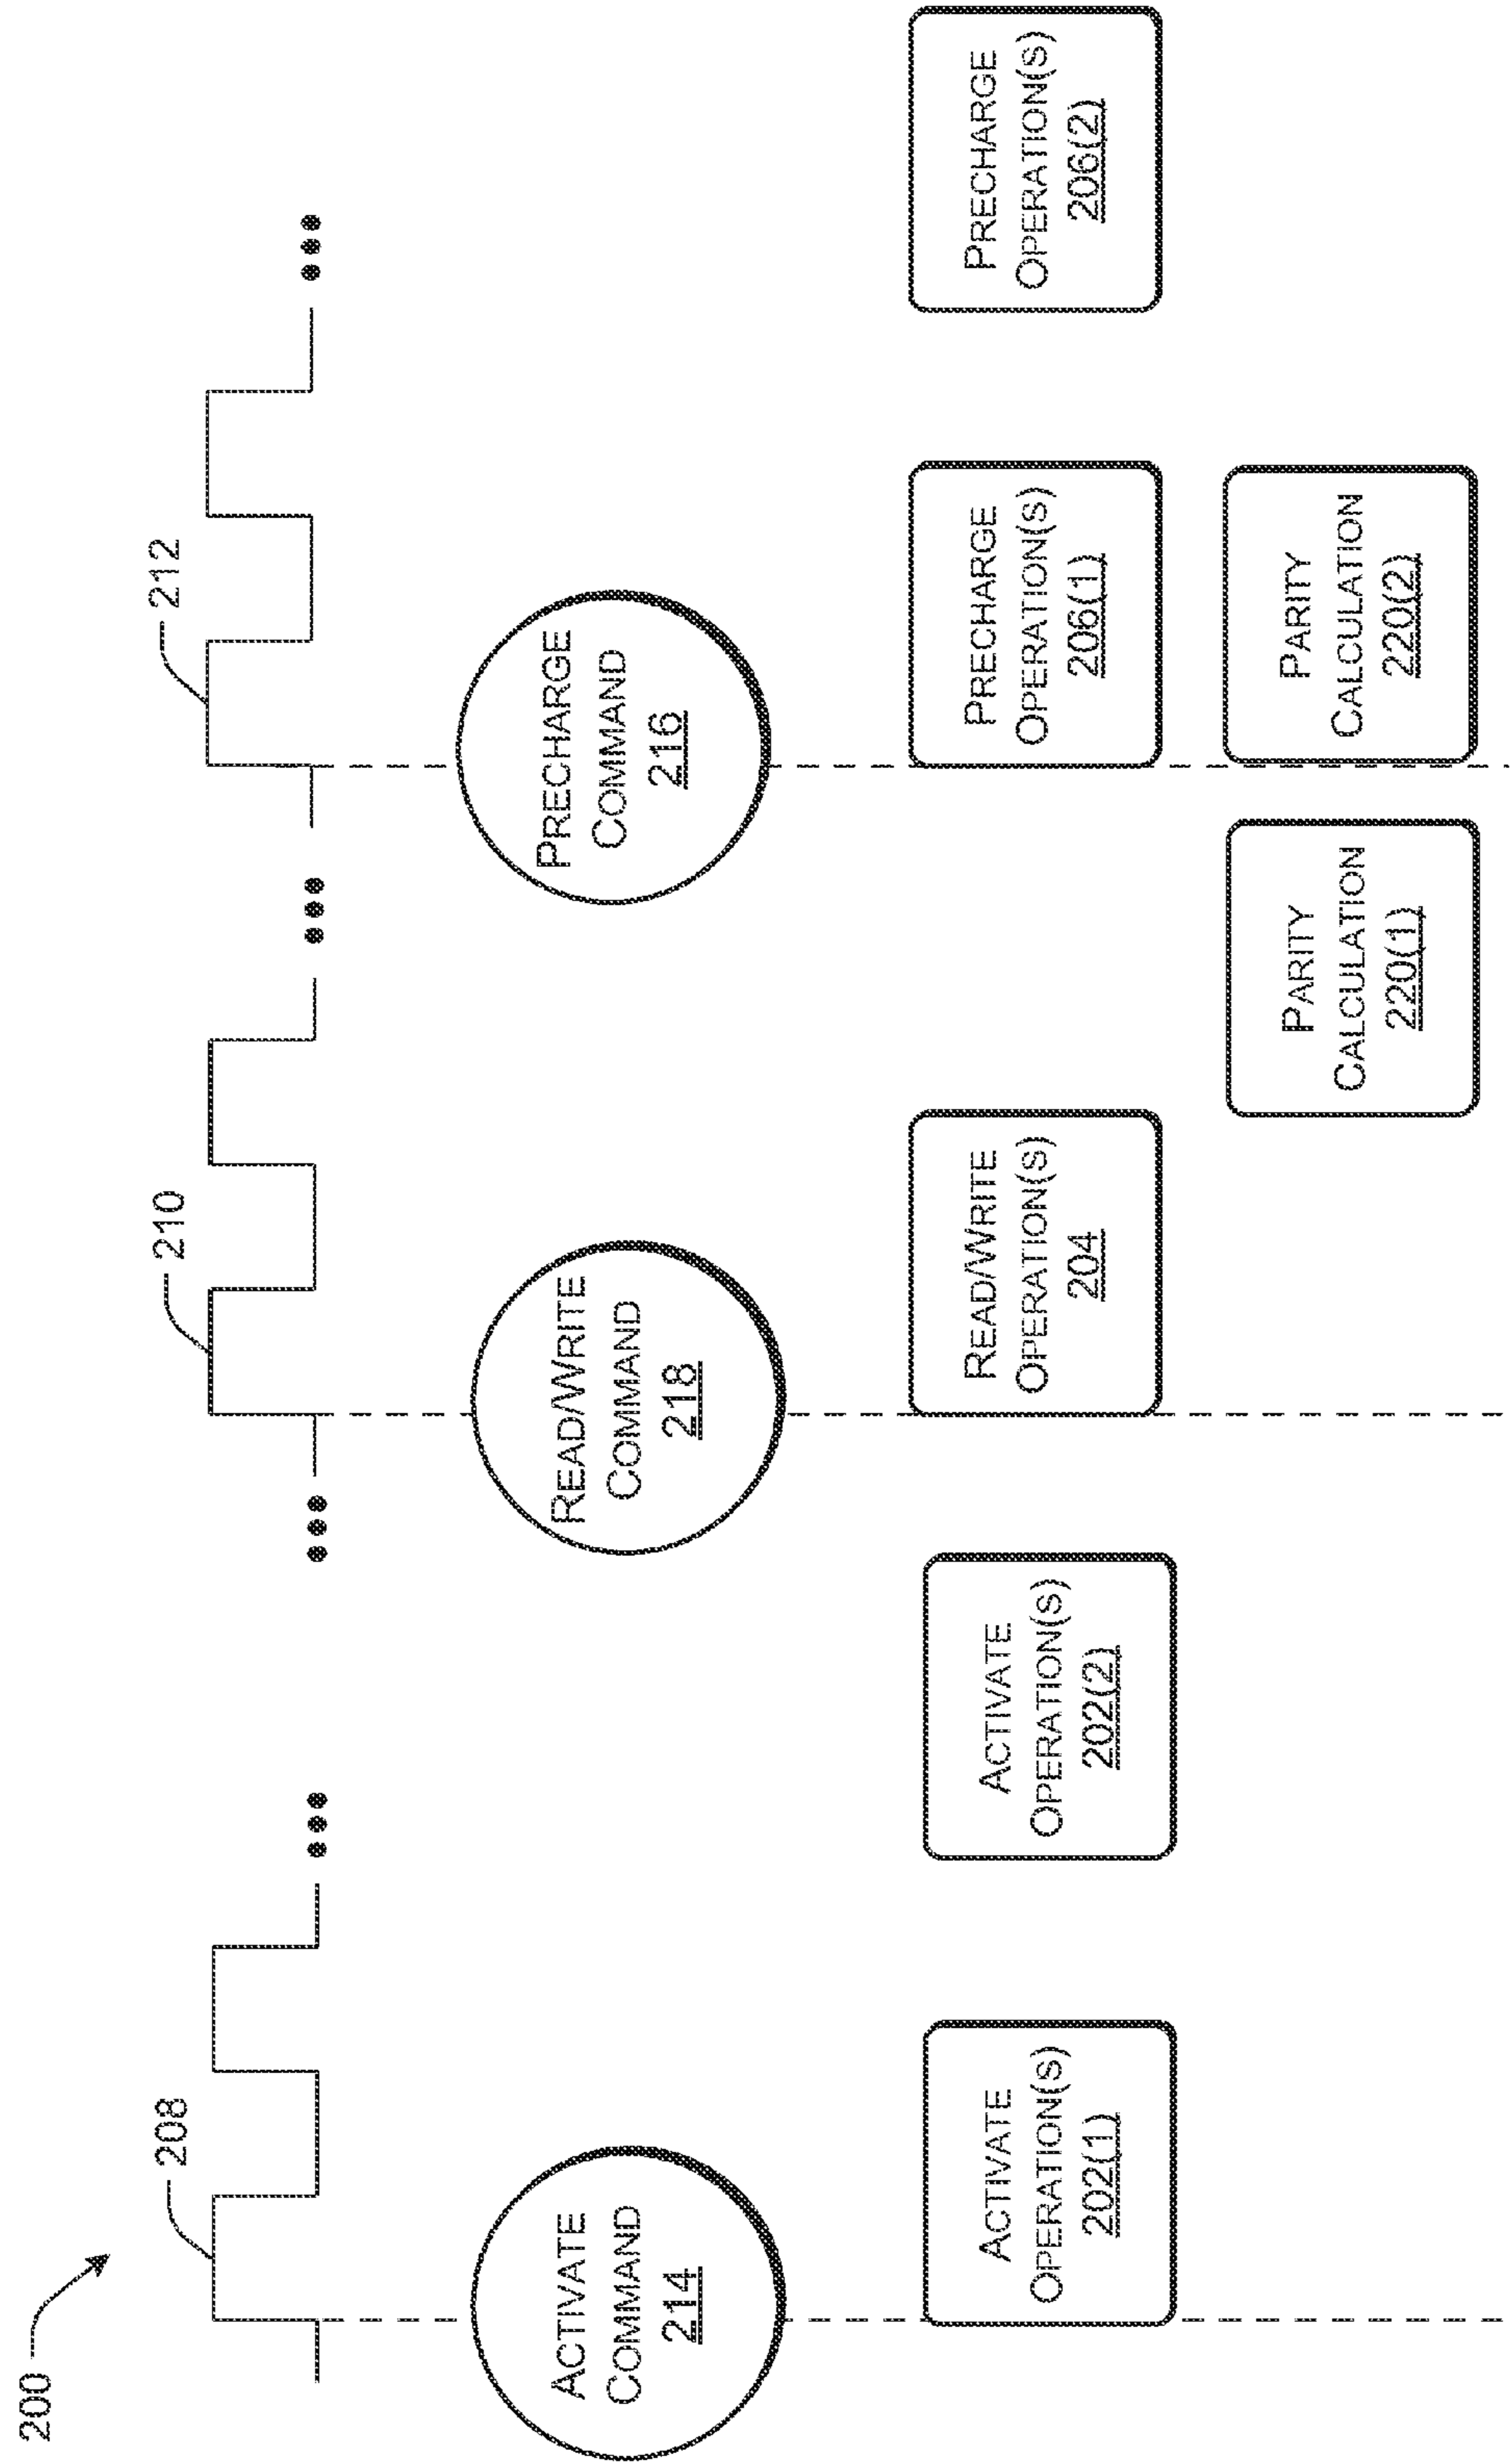 200
208
210
212
ACTIVATE
COMMAND
214
READ/WRITE
COMMAND
218
PRECHARGE
COMMAND
216
ACTIVATE
OPERATION(S)
202(1)
ACTIVATE
OPERATION(S)
202(2)
READ/WRITE
OPERATION(S)
204
PRECHARGE
OPERATION(S)
206(1)
PRECHARGE
OPERATION(S)
206(2)
PARITY
CALCULATION
220(1)
PARITY
CALCULATION
220(2)